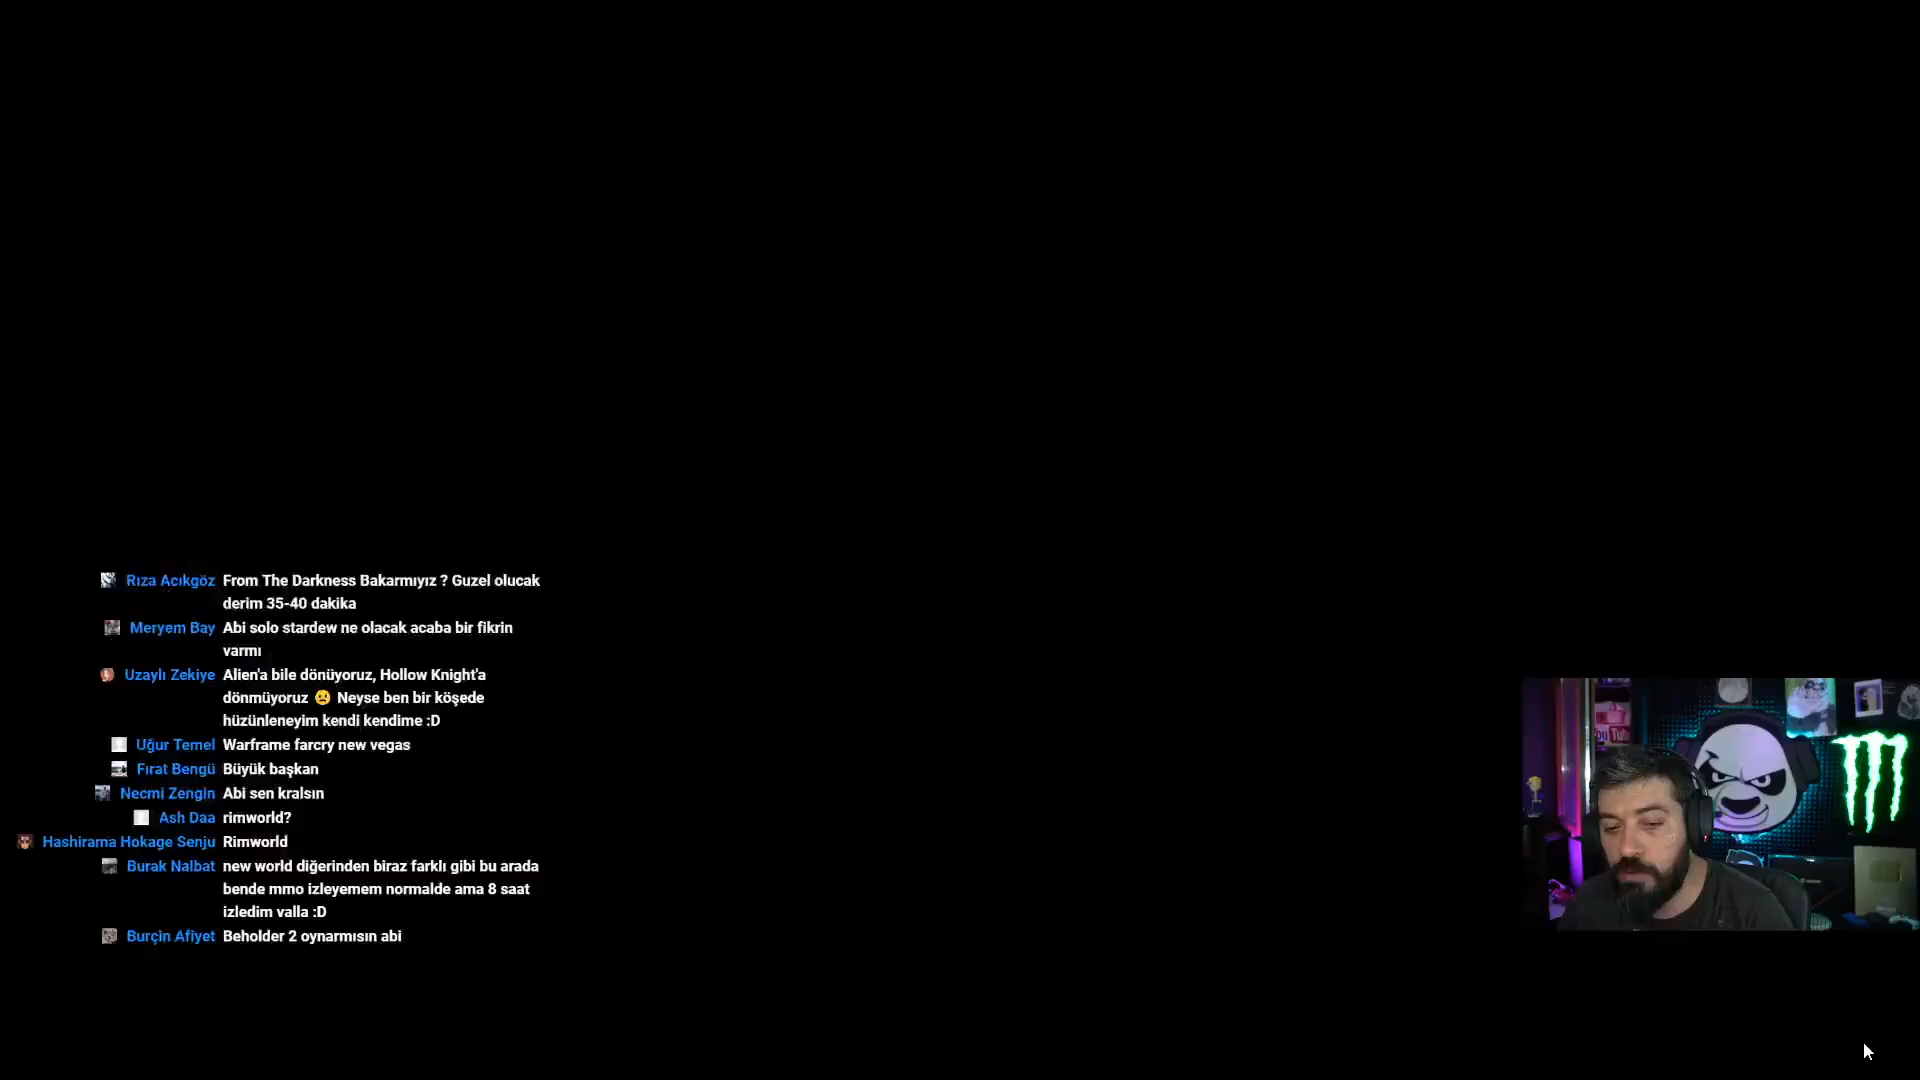 Rıza Acıkgöz From The Darkness Bakarmıyız ? Guzel olucak
derim 35-40 dakika
Meryem Bay Abi solo stardew ne olacak acaba bir fikrin
varmı
Uzaylı Zekiye Alien'a bile dönüyoruz, Hollow Knight'a
dönmüyoruz 😢 Neyse ben bir köşede
hüzünleneyim kendi kendime :D
Uğur Temel Warframe farcry new vegas
Fırat Bengü Büyük başkan
Necmi Zengin Abi sen kralsın
Ash Daa rimworld?
Hashirama Hokage Senju Rimworld
Burak Nalbat new world diğerinden biraz farklı gibi bu arada
bende mmo izleyemem normalde ama 8 saat
izledim valla :D
Burçin Afiyet Beholder 2 oynarmısın abi